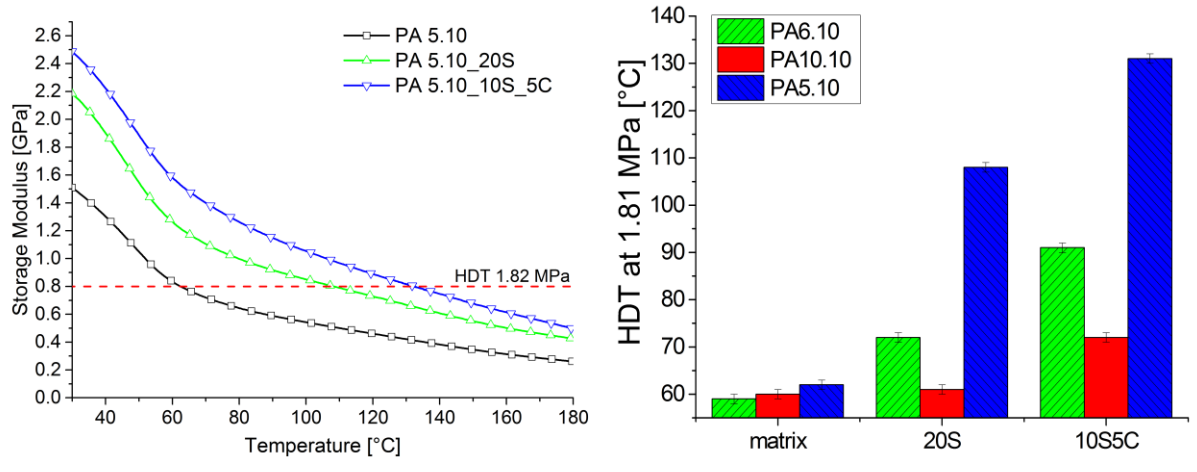 PA 5.10
PA 5.10_20S
PA 5.10_10S_5C
2.6
2.4
2.2
2.0
1.8
1.6
1.4
1.2
1.0
0.8
0.6
0.4
0.2
0.0
Storage Modulus [GPa]
HDT 1.82 MPa
40 60 80 100 120 140 160 180
Temperature [°C]
PA6.10
PA10.10
PA5.10
140
130
120
110
100
90
80
70
60
HDT at 1.81 MPa [°C]
matrix 20S 10S5C